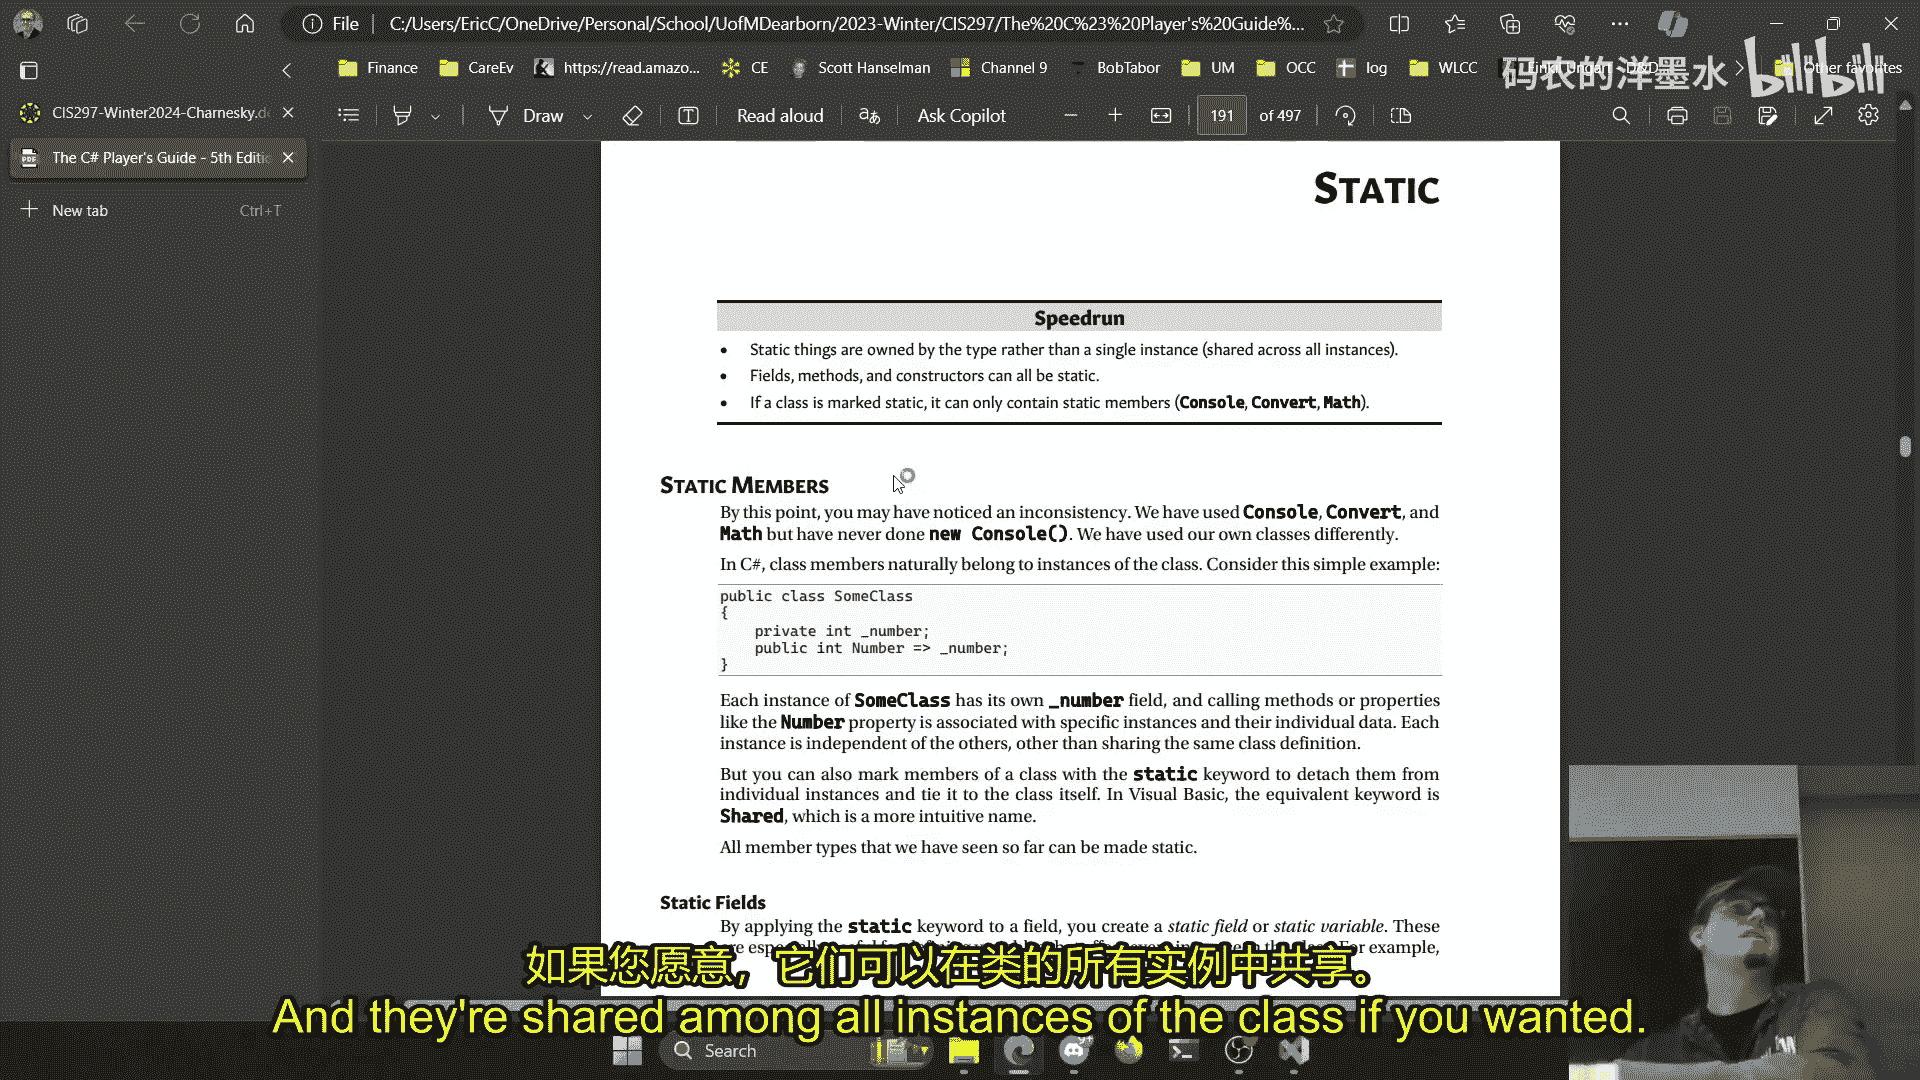 File
C:/Users/EricC/OneDrive/Personal/School/UofMDearborn/2023-Winter/CIS297/The%20C%23%20Player's%20Guide%...
Finance
CareEv
https://read.amazo...
CE
Scott Hanselman
Channel 9
BobTabor
UM
OCC
log
WLCC
Other favorites
码农的洋墨水
bilibili
CIS297-Winter2024-Charnesky.do
Draw
Read aloud
aあ
Ask Copilot
191
of 497
The C# Player's Guide - 5th Editio
New tab
Ctrl+T
STATIC
Speedrun
• Static things are owned by the type rather than a single instance (shared across all instances).
• Fields, methods, and constructors can all be static.
• If a class is marked static, it can only contain static members (Console, Convert, Math).
STATIC MEMBERS
By this point, you may have noticed an inconsistency. We have used Console, Convert, and
Math but have never done new Console(). We have used our own classes differently.
In C#, class members naturally belong to instances of the class. Consider this simple example:
public class SomeClass
{
private int _number;
public int Number => _number;
}
Each instance of SomeClass has its own _number field, and calling methods or properties
like the Number property is associated with specific instances and their individual data. Each
instance is independent of the others, other than sharing the same class definition.
But you can also mark members of a class with the static keyword to detach them from
individual instances and tie it to the class itself. In Visual Basic, the equivalent keyword is
Shared, which is a more intuitive name.
All member types that we have seen so far can be made static.
Static Fields
By applying the static keyword to a field, you create a static field or static variable. These
For example,
如果您愿意，它们可以在类的所有实例中共享。
And they're shared among all instances of the class if you wanted.
Search